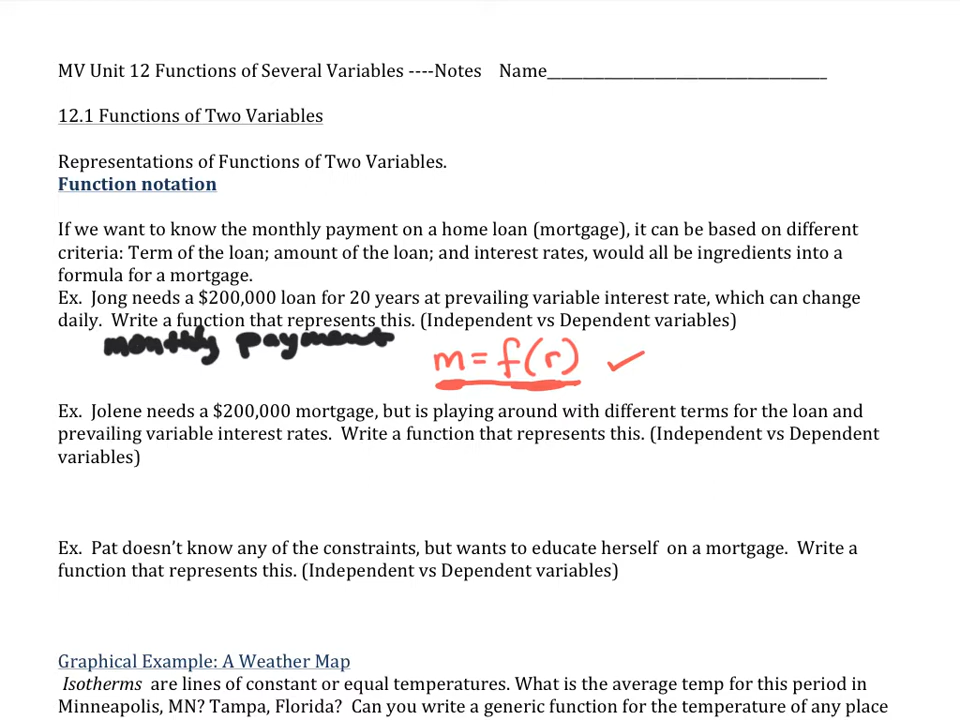 MV Unit 12 Functions of Several Variables ----Notes Name______________________________
12.1 Functions of Two Variables
Representations of Functions of Two Variables.
Function notation
If we want to know the monthly payment on a home loan (mortgage), it can be based on different
criteria: Term of the loan; amount of the loan; and interest rates, would all be ingredients into a
formula for a mortgage.
Ex. Jong needs a $200,000 loan for 20 years at prevailing variable interest rate, which can change
daily. Write a function that represents this. (Independent vs Dependent variables)
monthly payment
m = f(r) ✓
Ex. Jolene needs a $200,000 mortgage, but is playing around with different terms for the loan and
prevailing variable interest rates. Write a function that represents this. (Independent vs Dependent
variables)
Ex. Pat doesn't know any of the constraints, but wants to educate herself on a mortgage. Write a
function that represents this. (Independent vs Dependent variables)
Graphical Example: A Weather Map
Isotherms are lines of constant or equal temperatures. What is the average temp for this period in
Minneapolis, MN? Tampa, Florida? Can you write a generic function for the temperature of any place